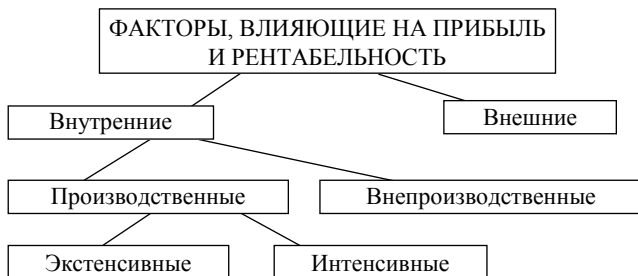 ФАКТОРЫ, ВЛИЯЮЩИЕ НА ПРИБЫЛЬ
И РЕНТАБЕЛЬНОСТЬ
Внутренние
Внешние
Производственные
Внепроизводственные
Экстенсивные
Интенсивные